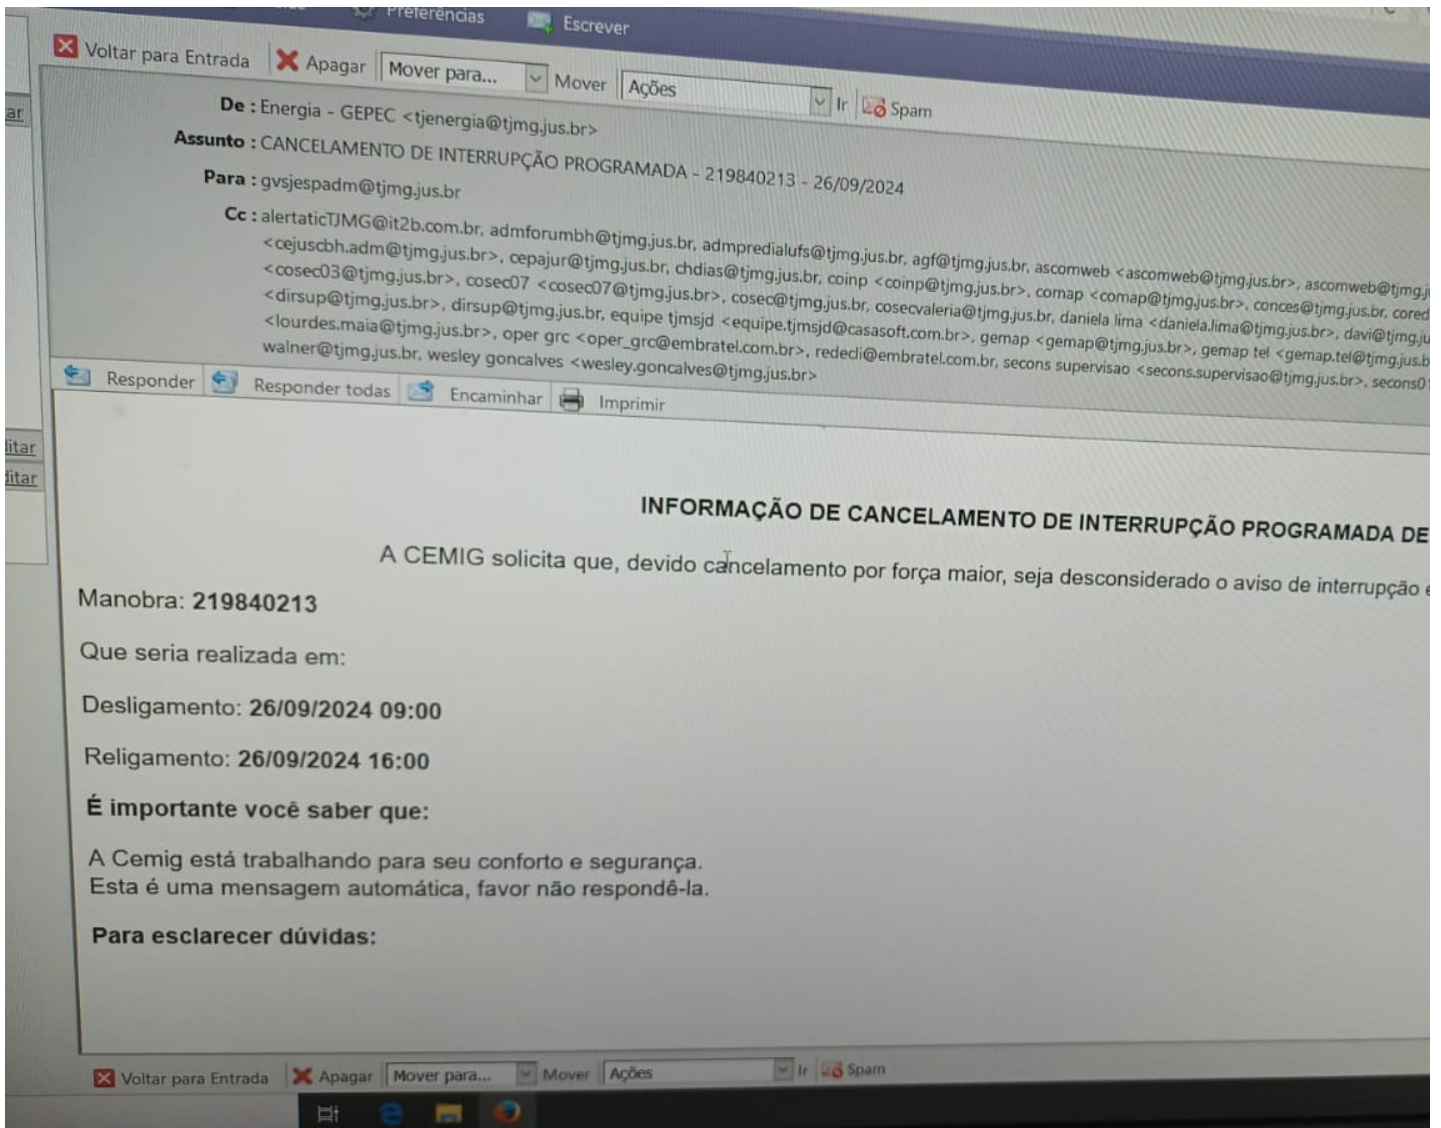 Preferências
Escrever
Voltar para Entrada
Apagar
Mover para...
Mover
Ações
Ir
Spam
ar
De : Energia - GEPEC <tjenergia@tjmg.jus.br>
Assunto : CANCELAMENTO DE INTERRUPÇÃO PROGRAMADA - 219840213 - 26/09/2024
Para : gvsjespadm@tjmg.jus.br
Cc : alertaticTJMG@it2b.com.br, admforumbh@tjmg.jus.br, admpredialufs@tjmg.jus.br, agf@tjmg.jus.br, ascomweb <ascomweb@tjmg.jus.br>, ascomweb@tjmg.j
<cejuscbh.adm@tjmg.jus.br>, cepajur@tjmg.jus.br, chdias@tjmg.jus.br, coinp <coinp@tjmg.jus.br>, comap <comap@tjmg.jus.br>, conces@tjmg.jus.br, cored
<cosec03@tjmg.jus.br>, cosec07 <cosec07@tjmg.jus.br>, cosec@tjmg.jus.br, cosecvaleria@tjmg.jus.br, daniela lima <daniela.lima@tjmg.jus.br>, davi@tjmg.ju
<dirsup@tjmg.jus.br>, dirsup@tjmg.jus.br, equipe tjmsjd <equipe.tjmsjd@casasoft.com.br>, gemap <gemap@tjmg.jus.br>, gemap tel <gemap.tel@tjmg.jus.b
<lourdes.maia@tjmg.jus.br>, oper grc <oper_grc@embratel.com.br>, rededi@embratel.com.br, secons supervisao <secons.supervisao@tjmg.jus.br>, secons0
walner@tjmg.jus.br, wesley goncalves <wesley.goncalves@tjmg.jus.br>
Responder
Responder todas
Encaminhar
Imprimir
litar
litar
INFORMAÇÃO DE CANCELAMENTO DE INTERRUPÇÃO PROGRAMADA DE
A CEMIG solicita que, devido cancelamento por força maior, seja desconsiderado o aviso de interrupção e
Manobra: 219840213
Que seria realizada em:
Desligamento: 26/09/2024 09:00
Religamento: 26/09/2024 16:00
É importante você saber que:
A Cemig está trabalhando para seu conforto e segurança.
Esta é uma mensagem automática, favor não respondê-la.
Para esclarecer dúvidas:
Voltar para Entrada
Apagar
Mover para...
Mover
Ações
Ir
Spam